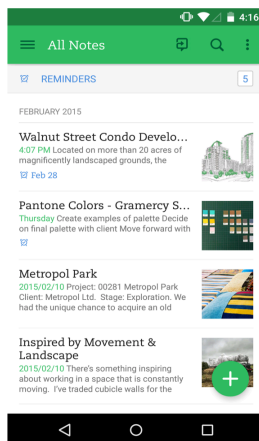 4:16
All Notes
REMINDERS
5
FEBRUARY 2015
Walnut Street Condo Develo...
4:07 PM Located on more than 20 acres of
magnificently landscaped grounds, the
Feb 28
Pantone Colors - Gramercy S...
Thursday Create examples of palette Decide
on final palette with client Move forward with
Metropol Park
2015/02/10 Project: 00281 Metropol Park
Client: Metropol Ltd.  Stage: Exploration. We
had the unique chance to acquire an old
Inspired by Movement &
Landscape
2015/02/10 There's something inspiring
about working in a space that is constantly
moving.  I've traded cubicle walls for the